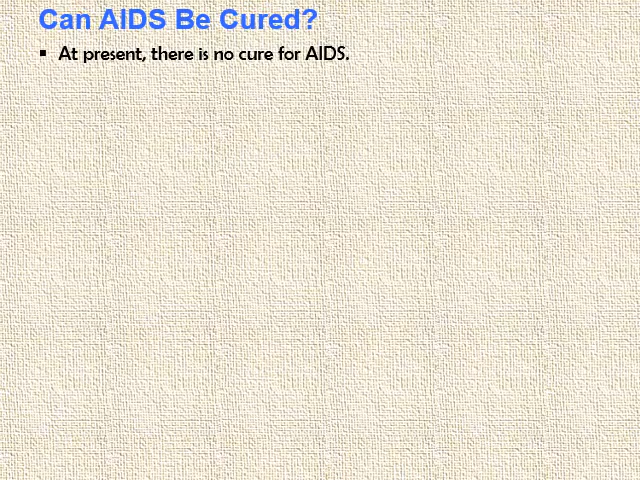 Can AIDS Be Cured?
▪ At present, there is no cure for AIDS.